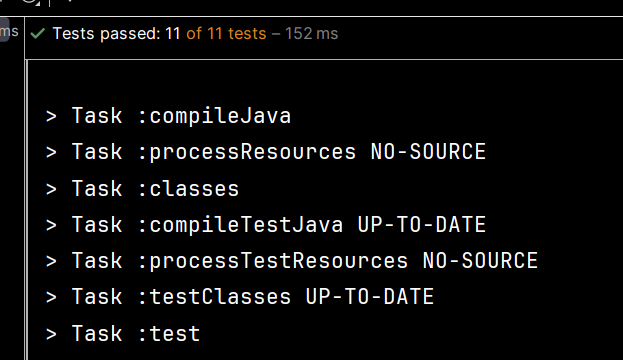 ms
Tests passed: 11 of 11 tests – 152 ms
> Task :compileJava
> Task :processResources NO-SOURCE
> Task :classes
> Task :compileTestJava UP-TO-DATE
> Task :processTestResources NO-SOURCE
> Task :testClasses UP-TO-DATE
> Task :test